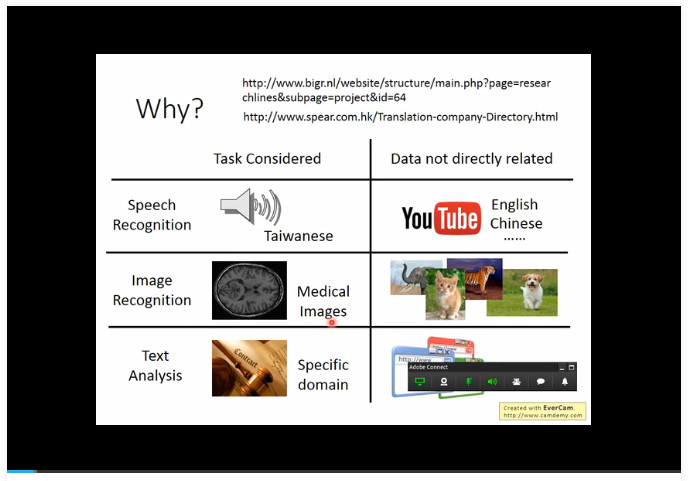 Why?
http://www.bigr.nl/website/structure/main.php?page=resear
chlines&subpage=project&id=64
http://www.spear.com.hk/Translation-company-Directory.html
Task Considered
Data not directly related
Speech
Recognition
Taiwanese
YouTube
English
Chinese
......
Image
Recognition
Medical
Images
Text
Analysis
Contract
Specific
domain
http://www
Adobe Connect
Created with EverCam
http://www.camdemy.com